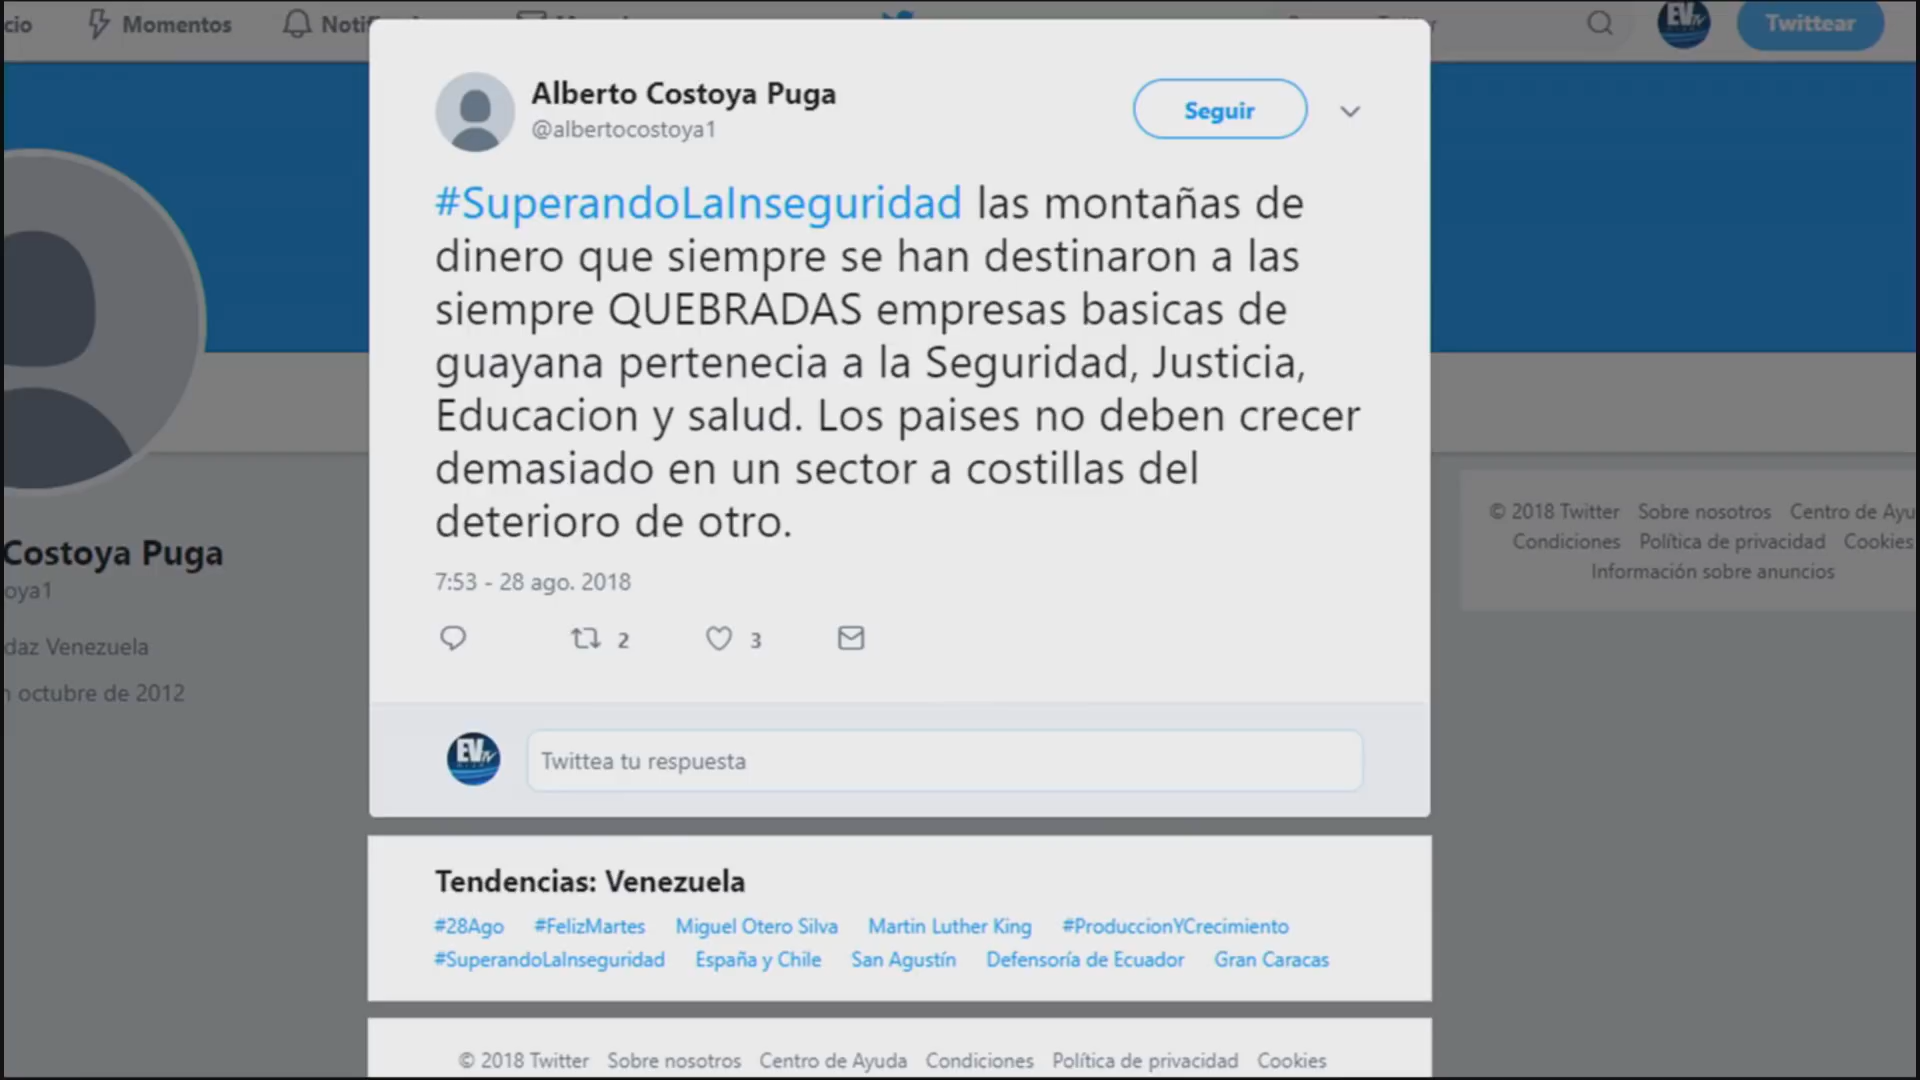 cio Momentos
Twittear
Alberto Costoya Puga
@albertocostoya1
Seguir
#SuperandoLaInseguridad las montañas de
dinero que siempre se han destinaron a las
siempre QUEBRADAS empresas basicas de
guayana pertenecia a la Seguridad, Justicia,
Educacion y salud. Los paises no deben crecer
demasiado en un sector a costillas del
deterioro de otro.
7:53 - 28 ago. 2018
2 3
EVtv
Twittea tu respuesta
Costoya Puga
oya1
daz Venezuela
n octubre de 2012
© 2018 Twitter Sobre nosotros Centro de Ayu
Condiciones Política de privacidad Cookies
Información sobre anuncios
Tendencias: Venezuela
#28Ago #FelizMartes Miguel Otero Silva Martin Luther King #ProduccionYCrecimiento
#SuperandoLaInseguridad España y Chile San Agustín Defensoría de Ecuador Gran Caracas
© 2018 Twitter Sobre nosotros Centro de Ayuda Condiciones Política de privacidad Cookies